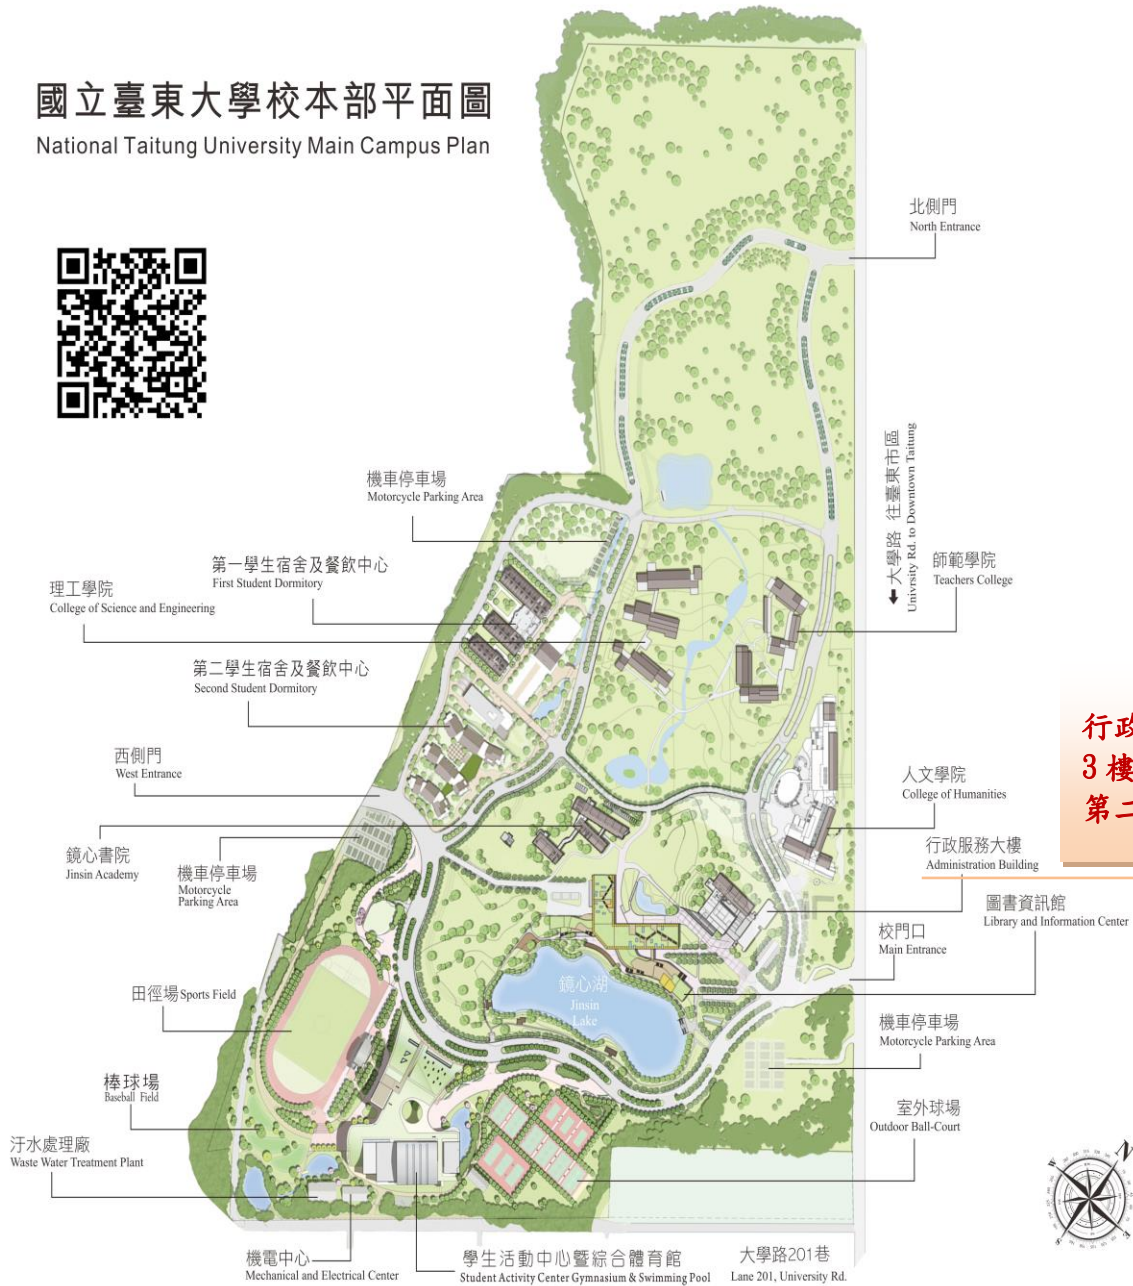 國立臺東大學校本部平面圖
National Taitung University Main Campus Plan
北側門
North Entrance
機車停車場
Motorcycle Parking Area
大學路 往臺東市區
Univrsity Rd. to Downtown Taitung
第一學生宿舍及餐飲中心
First Student Dormitory
師範學院
Teachers College
理工學院
College of Science and Engineering
第二學生宿舍及餐飲中心
Second Student Dormitory
行政
3樓
第二
西側門
West Entrance
人文學院
College of Humanities
行政服務大樓
Administration Building
鏡心書院
Jinsin Academy
機車停車場
Motorcycle
Parking Area
圖書資訊館
Library and Information Center
校門口
Main Entrance
鏡心湖
Jinsin
Lake
田徑場Sports Field
機車停車場
Motorcycle Parking Area
棒球場
Baseball Field
室外球場
Outdoor Ball-Court
汙水處理廠
Waste Water Treatment Plant
N
W
S
E
機電中心
Mechanical and Electrical Center
學生活動中心暨綜合體育館
Student Activity Center Gymnasium & Swimming Pool
大學路201巷
Lane 201, University Rd.